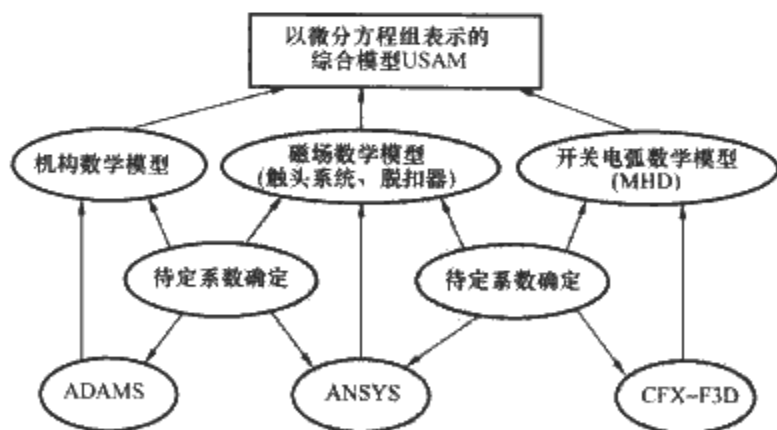 以微分方程组表示的
综合模型USAM
机构数学模型
磁场数学模型
(触头系统、脱扣器)
开关电弧数学模型
(MHD)
待定系数确定
待定系数确定
ADAMS
ANSYS
CFX-F3D